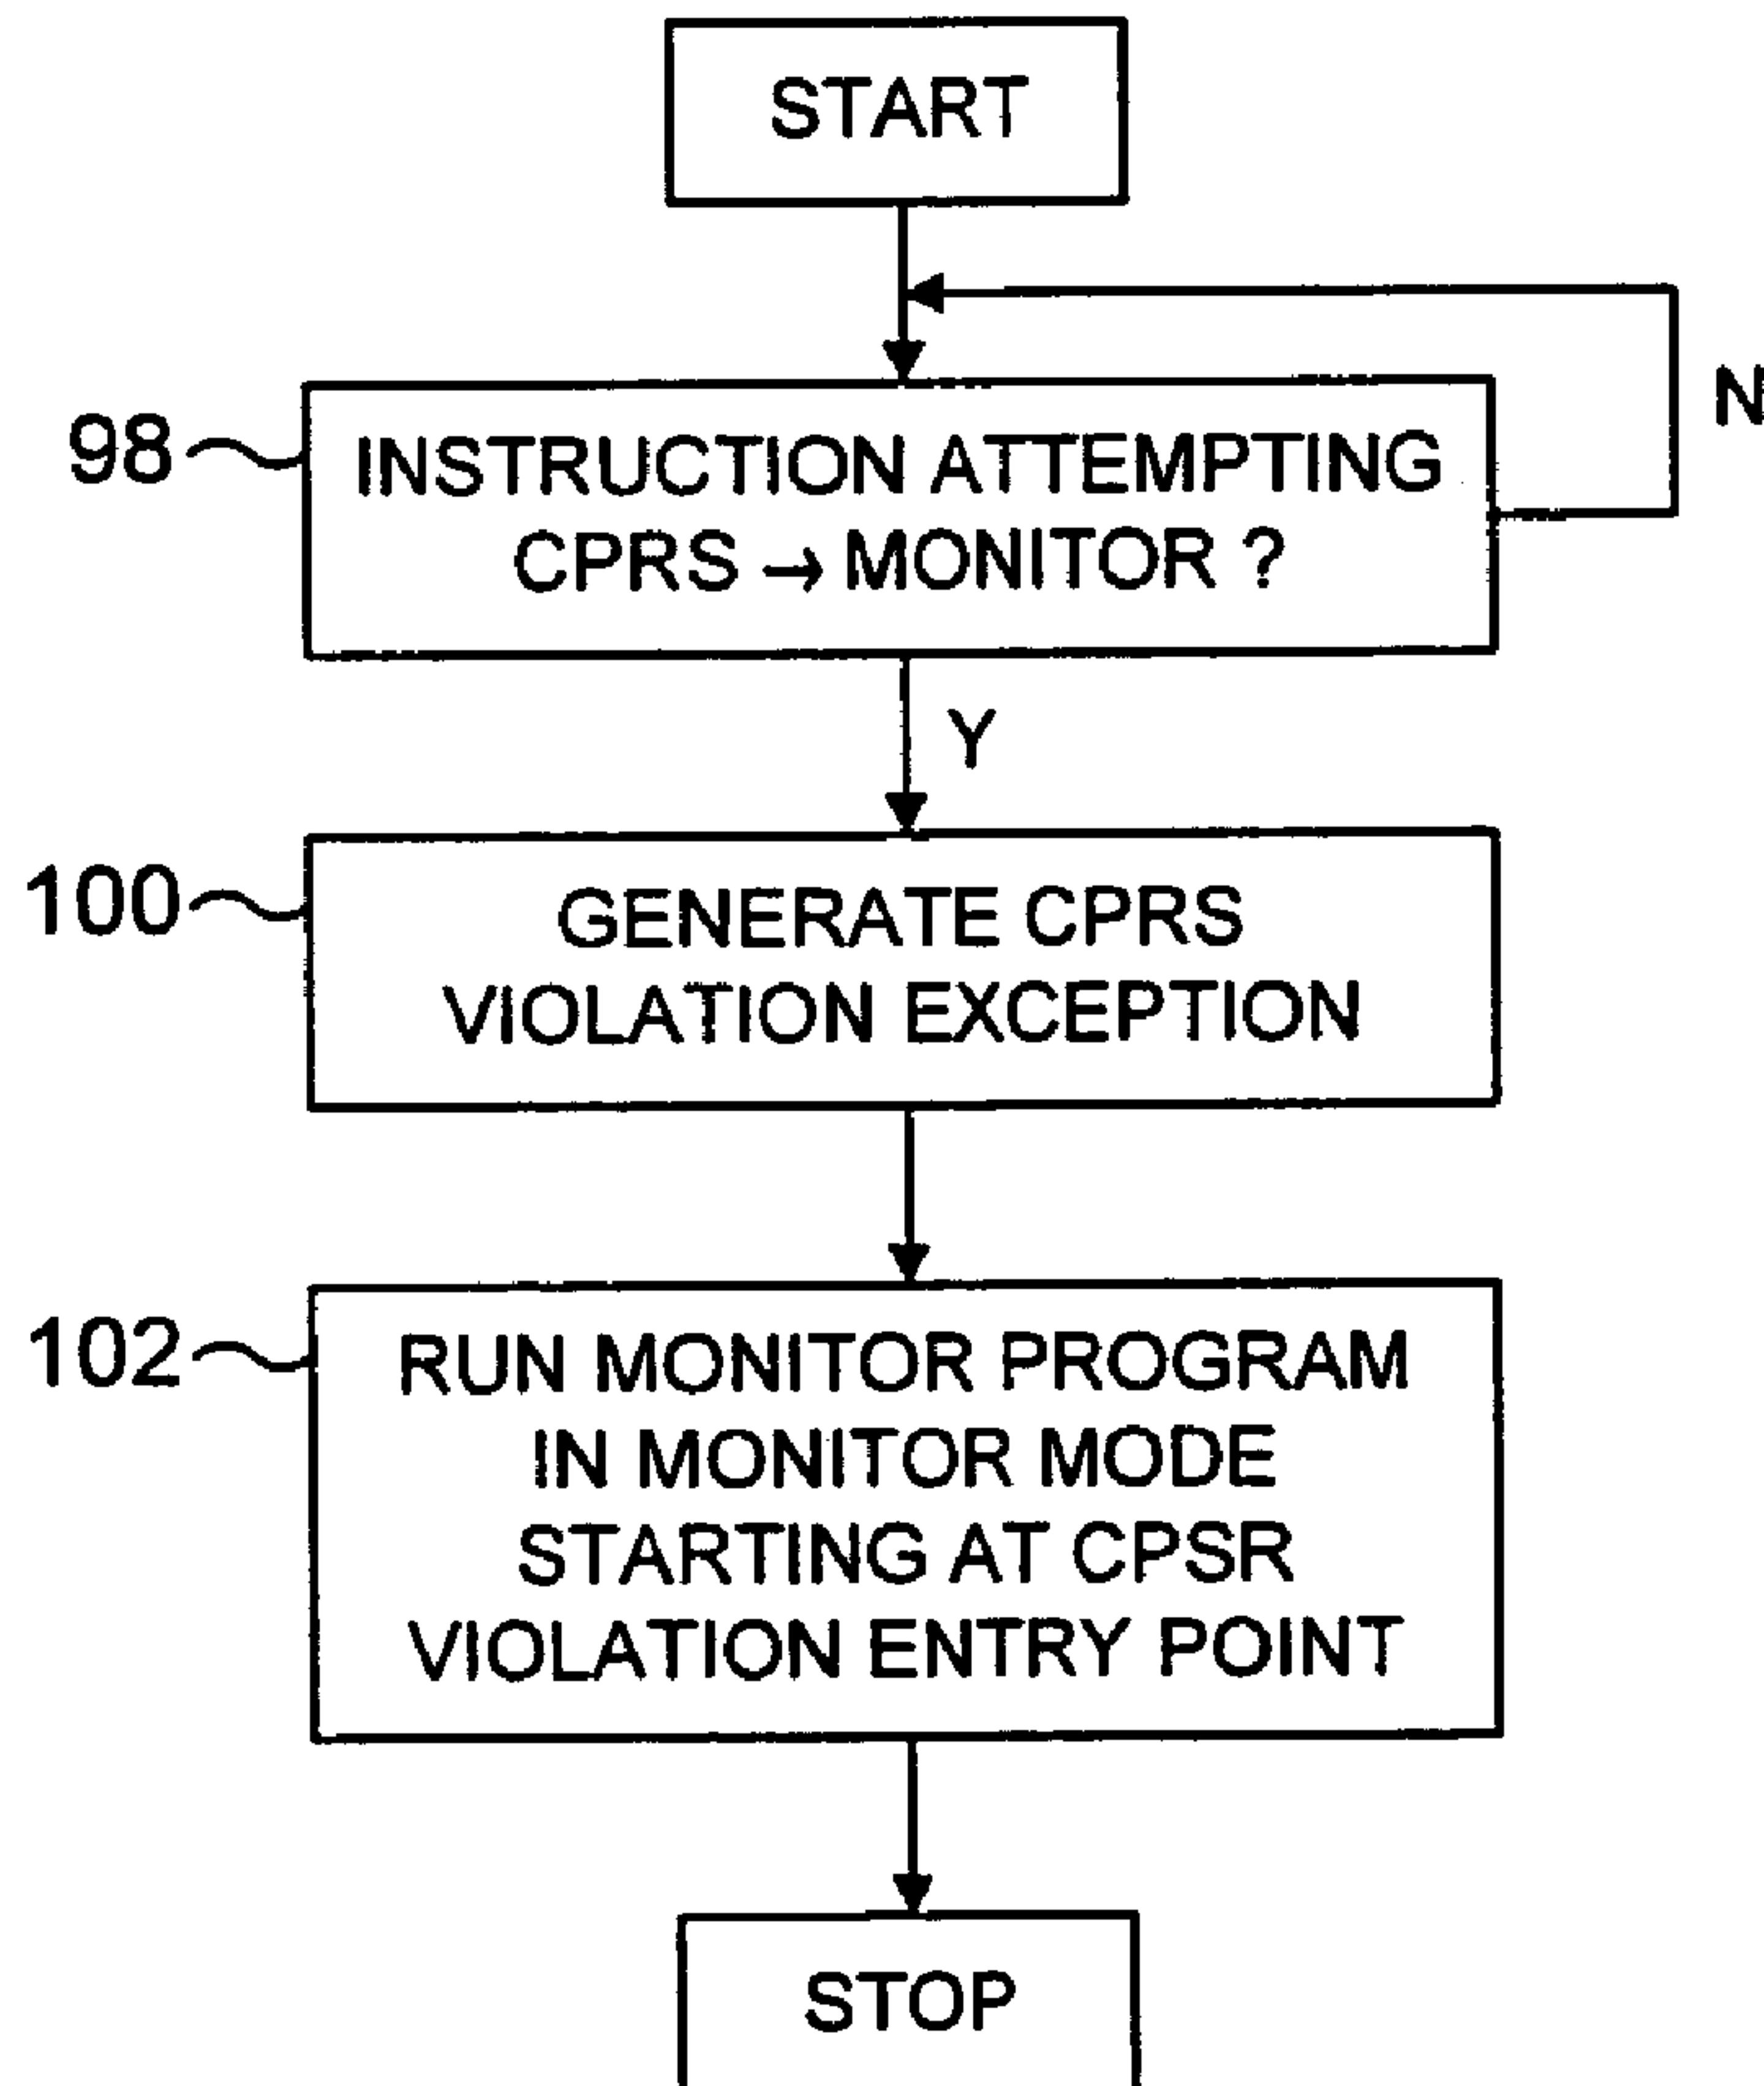 START
N
98
INSTRUCTION ATTEMPTING
CPRS → MONITOR ?
Y
100
GENERATE CPRS
VIOLATION EXCEPTION
102
RUN MONITOR PROGRAM
IN MONITOR MODE
STARTING AT CPSR
VIOLATION ENTRY POINT
STOP